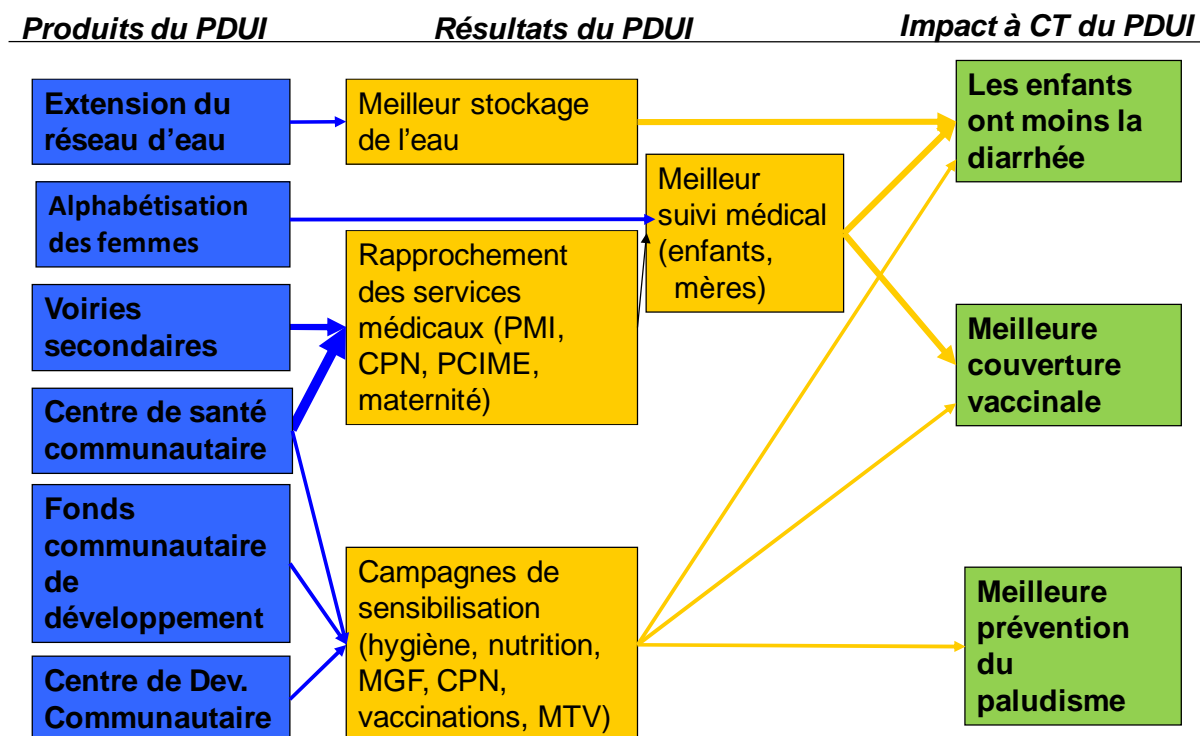 Produits du PDUI
Résultats du PDUI
Impact à CT du PDUI
Extension du
réseau d’eau
Alphabétisation
des femmes
Voiries
secondaires
Centre de santé
communautaire
Fonds
communautaire
de
développement
Centre de Dev.
Communautaire
Meilleur stockage
de l’eau
Rapprochement
des services
médicaux (PMI,
CPN, PCIME,
maternité)
Campagnes de
sensibilisation
(hygiène, nutrition,
MGF, CPN,
vaccinations, MTV)
Meilleur
suivi médical
(enfants,
mères)
Les enfants
ont moins la
diarrhée
Meilleure
couverture
vaccinale
Meilleure
prévention
du
paludisme